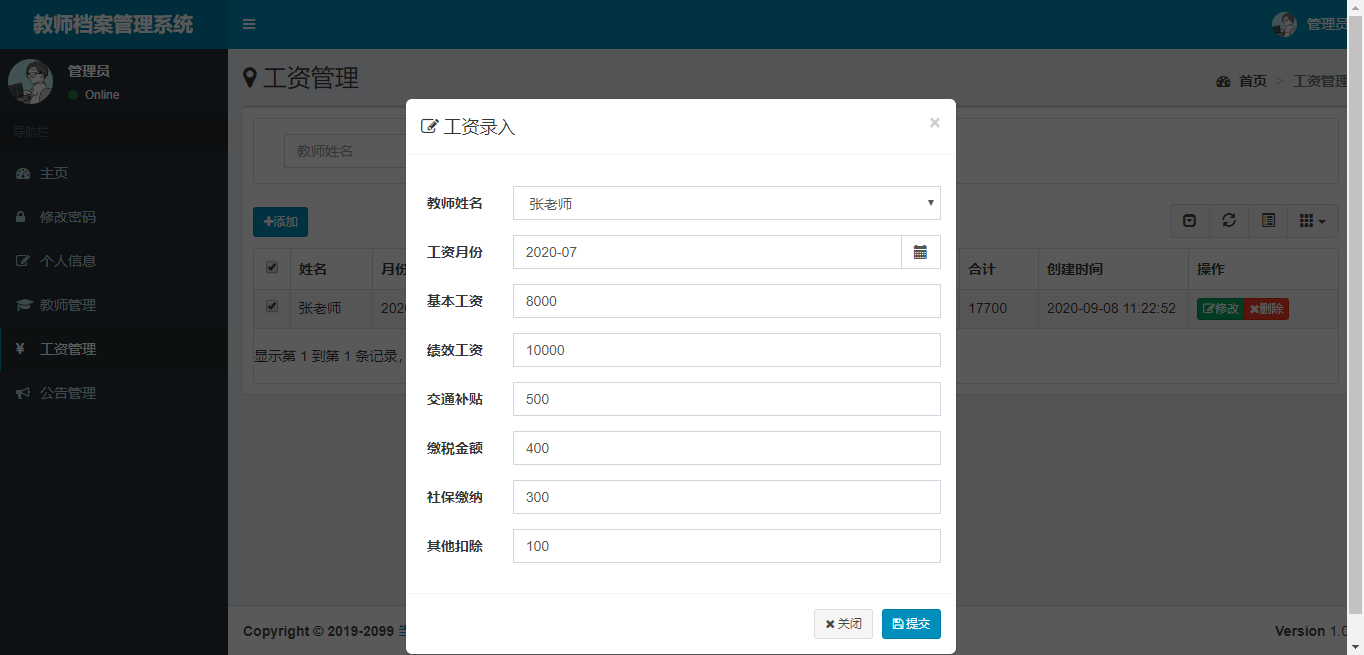 教师档案管理系统
管理员
管理员
Online
导航栏
主页
修改密码
个人信息
教师管理
¥ 工资管理
公告管理
工资管理
首页 > 工资管理
教师姓名
添加
姓名 月份 合计 创建时间 操作
张老师 202 17700 2020-09-08 11:22:52 修改 删除
显示第 1 到第 1 条记录，
工资录入 ×
教师姓名 张老师
工资月份 2020-07
基本工资 8000
绩效工资 10000
交通补贴 500
缴税金额 400
社保缴纳 300
其他扣除 100
关闭 提交
Copyright © 2019-2099
Version 1.0